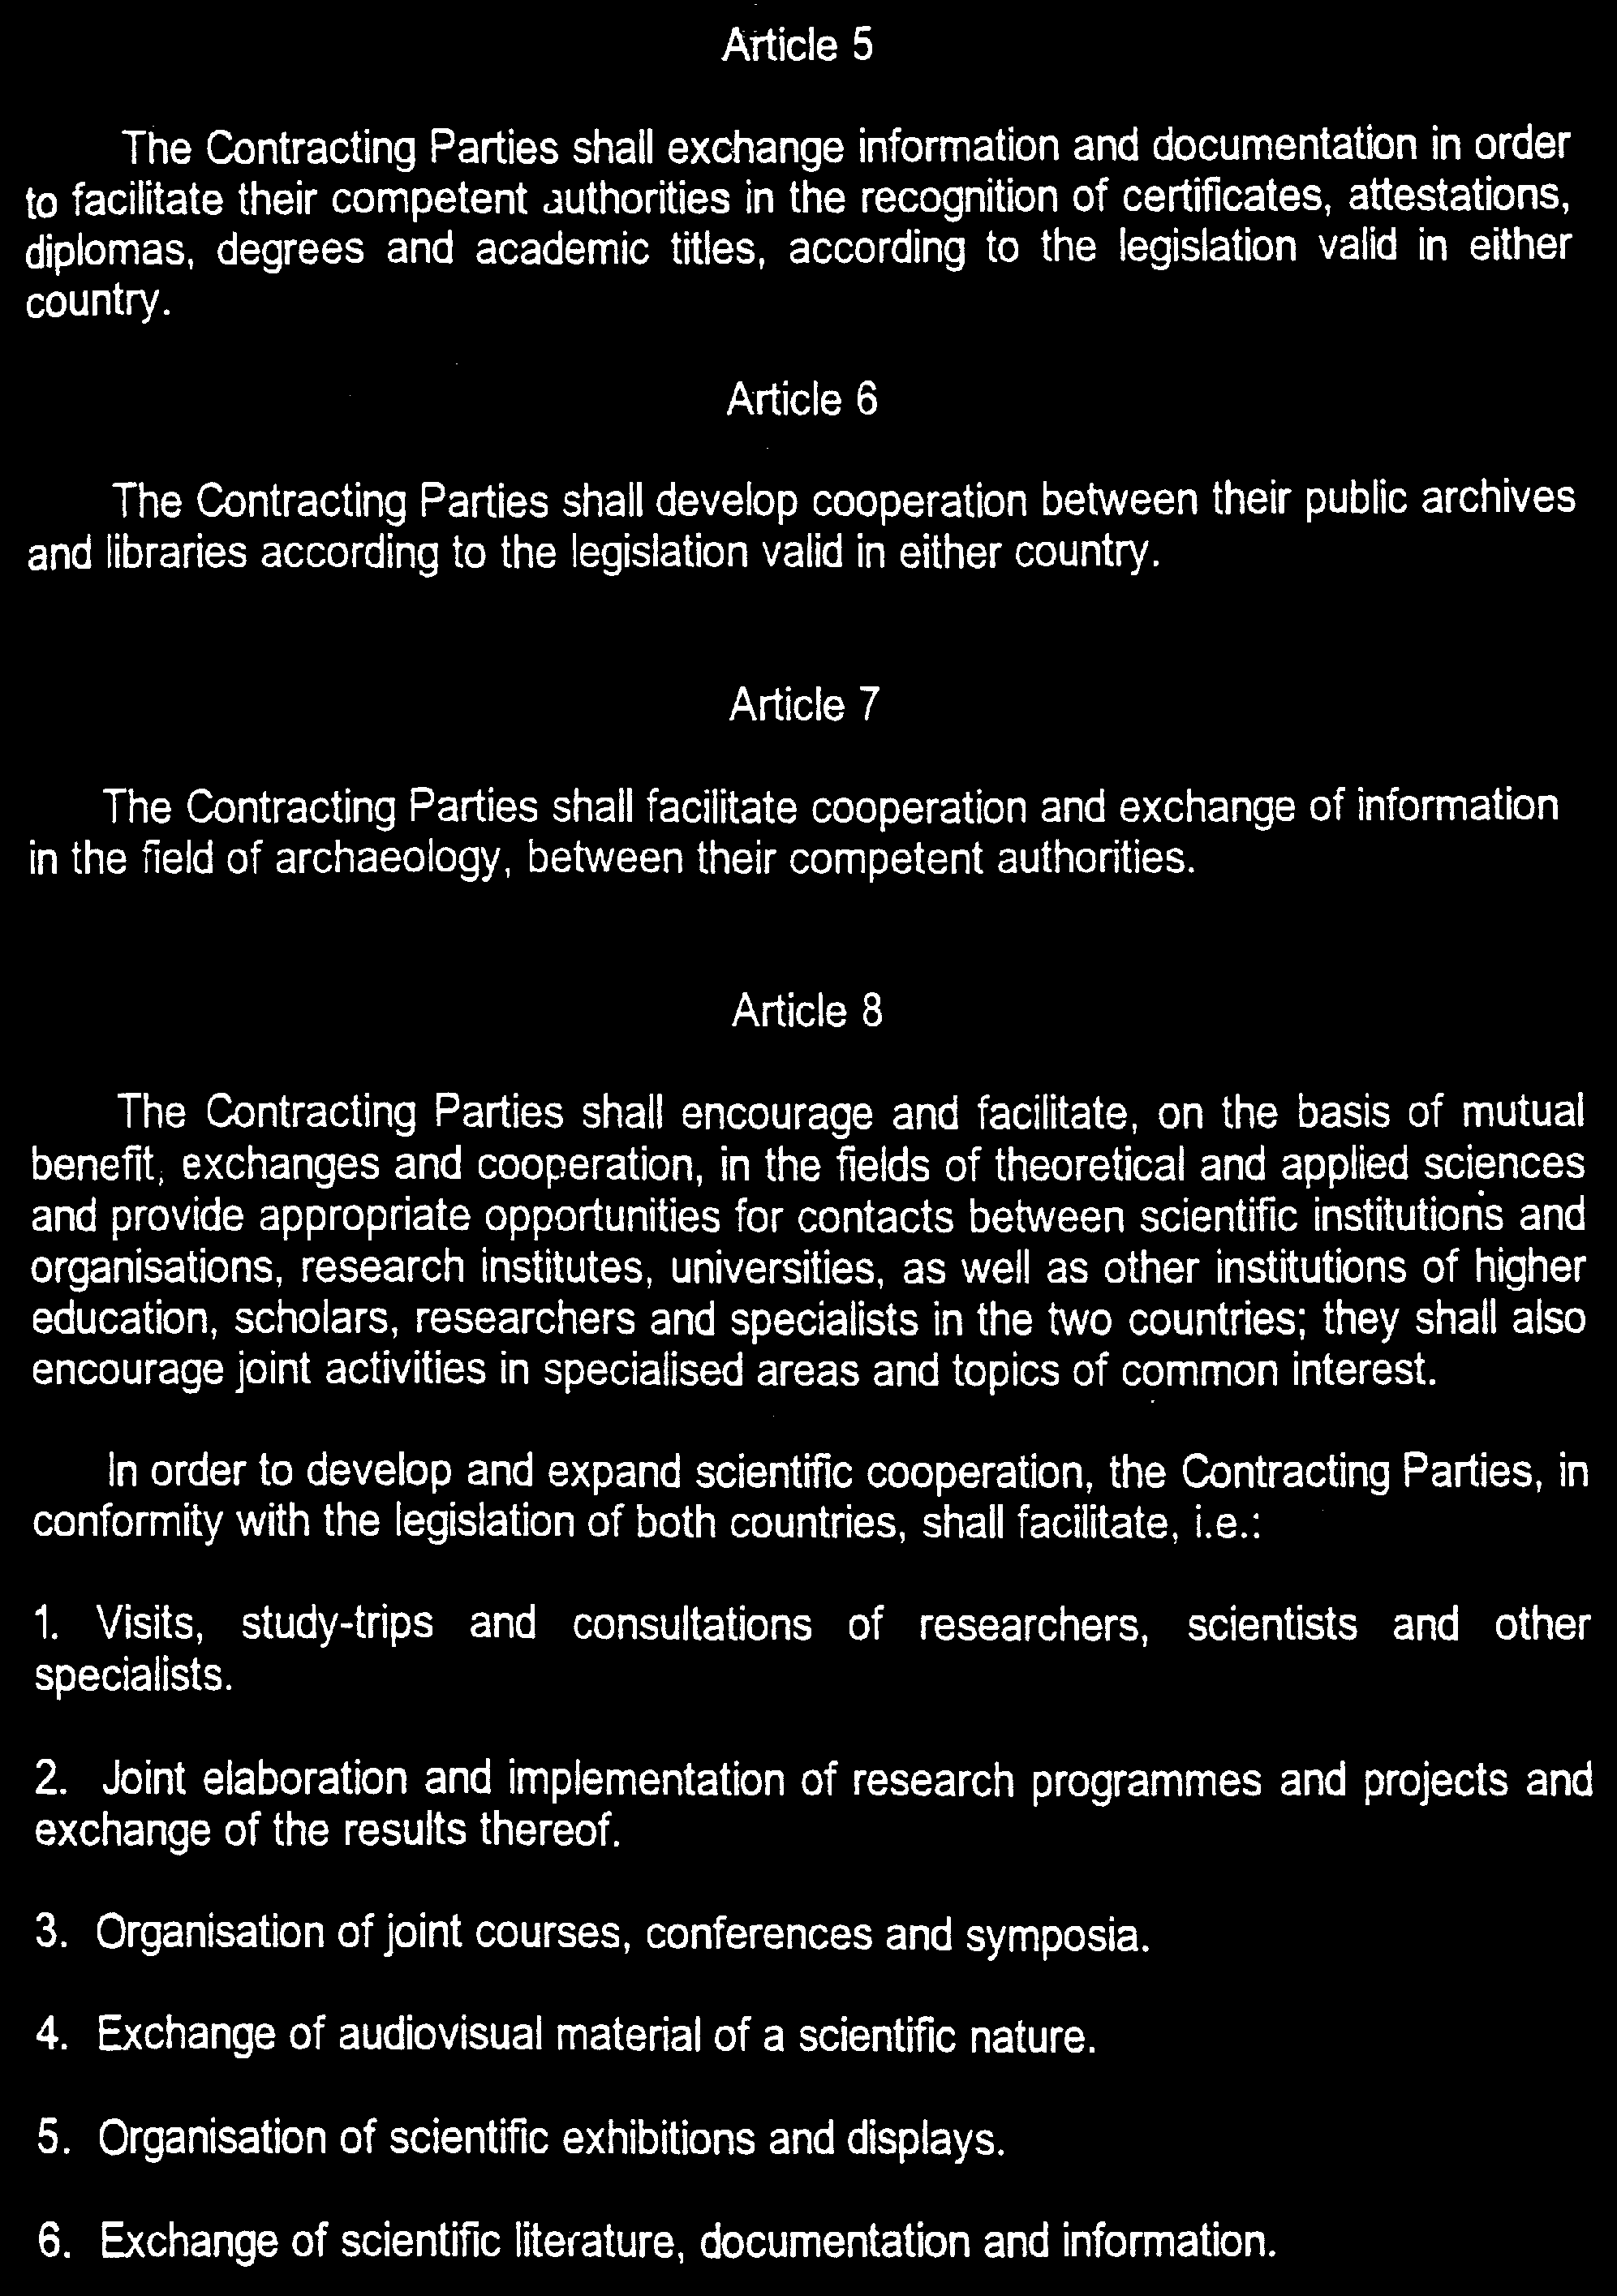 Article 5
The Contracting Parties shall exchange information and documentation in order
to facilitate their competent authorities in the recognition of certificates, attestations,
diplomas, degrees and academic titles, according to the legislation valid in either
country.
Article 6
The Contracting Parties shall develop cooperation between their public archives
and libraries according to the legislation valid in either country.
Article 7
The Contracting Parties shall facilitate cooperation and exchange of information
in the field of archaeology, between their competent authorities.
Article 8
The Contracting Parties shall encourage and facilitate, on the basis of mutual
benefit, exchanges and cooperation, in the fields of theoretical and applied sciences
and provide appropriate opportunities for contacts between scientific institutions and
organisations, research institutes, universities, as well as other institutions of higher
education, scholars, researchers and specialists in the two countries; they shall also
encourage joint activities in specialised areas and topics of common interest.
In order to develop and expand scientific cooperation, the Contracting Parties, in
conformity with the legislation of both countries, shall facilitate, i.e.:
1. Visits, study-trips and consultations of researchers, scientists and other
specialists.
2. Joint elaboration and implementation of research programmes and projects and
exchange of the results thereof.
3. Organisation of joint courses, conferences and symposia.
4. Exchange of audiovisual material of a scientific nature.
5. Organisation of scientific exhibitions and displays.
6. Exchange of scientific literature, documentation and information.